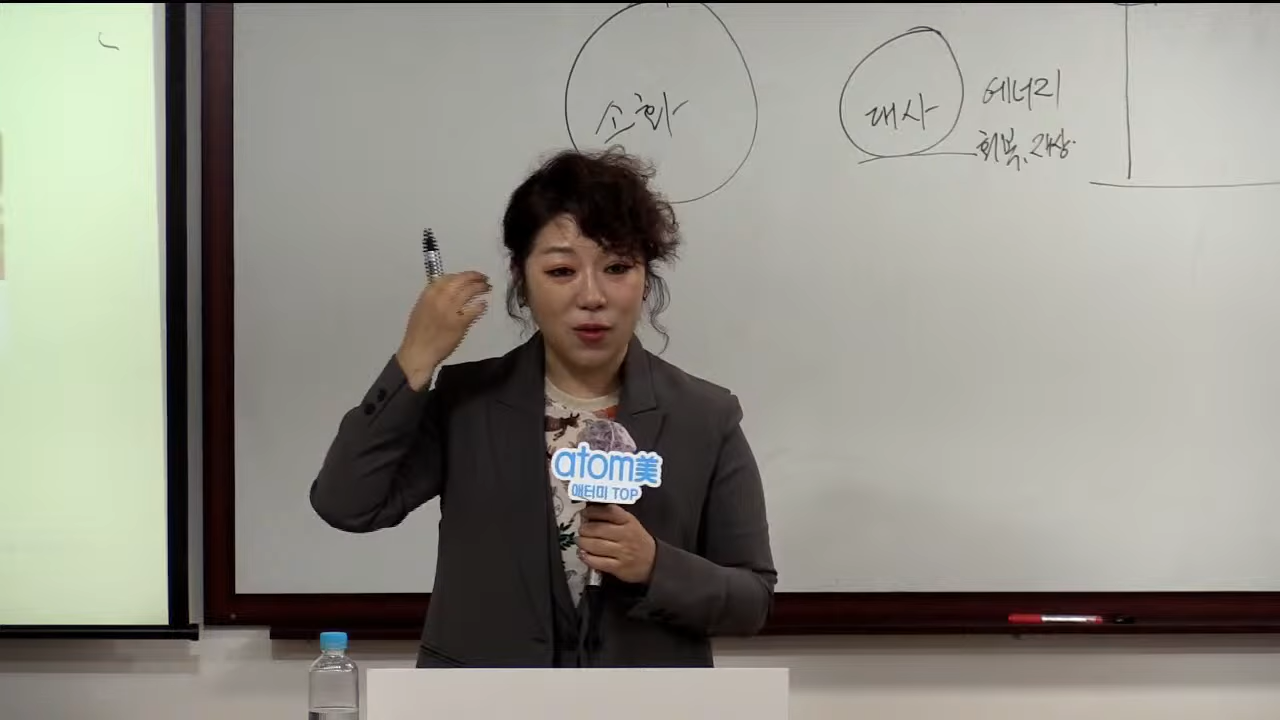 소화
대사
에너리
회복, 재생.
atom美
애터미 TOP